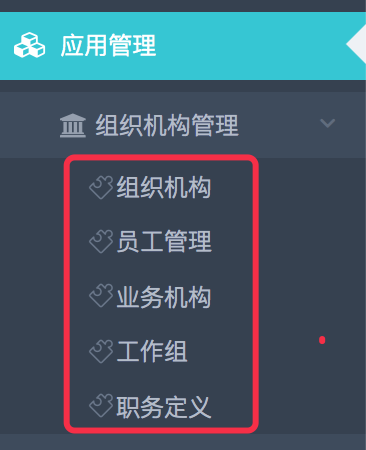 应用管理
组织机构管理
组织机构
员工管理
业务机构
工作组
职务定义